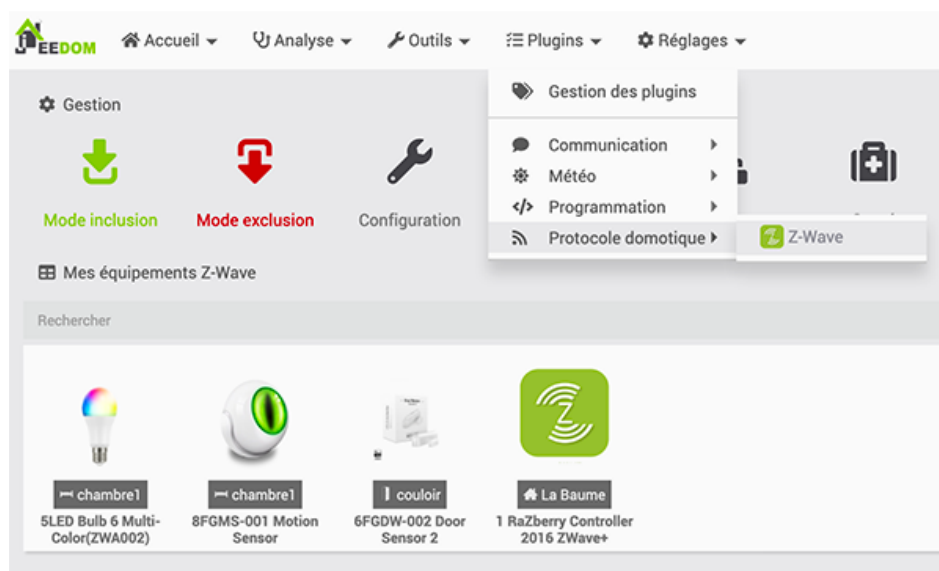 JEEDOM
Accueil
Analyse
Outils
Plugins
Réglages
Gestion
Gestion des plugins
Communication
Météo
Programmation
Protocole domotique
Z-Wave
Mode inclusion
Mode exclusion
Configuration
Mes équipements Z-Wave
Rechercher
chambre1
5LED Bulb 6 Multi-
Color(ZWA002)
chambre1
8FGMS-001 Motion
Sensor
couloir
6FGDW-002 Door
Sensor 2
La Baume
1 RaZberry Controller
2016 ZWave+